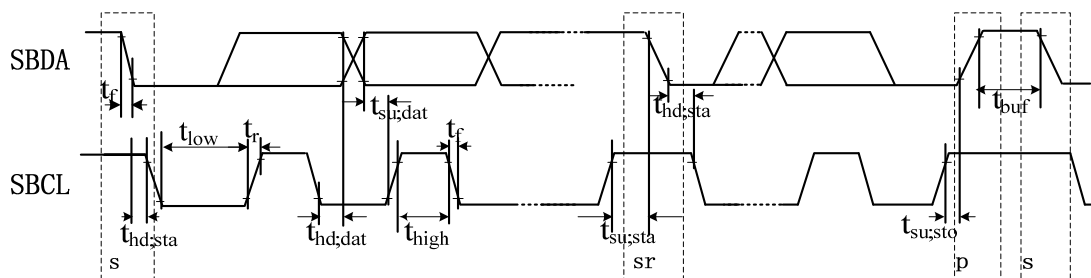 SBDA
t_f
t_su;dat
t_hd;sta
t_buf
t_low
t_r
t_f
SBCL
t_hd;sta
t_hd;dat
t_high
t_su;sta
t_su;sto
s
sr
p
s